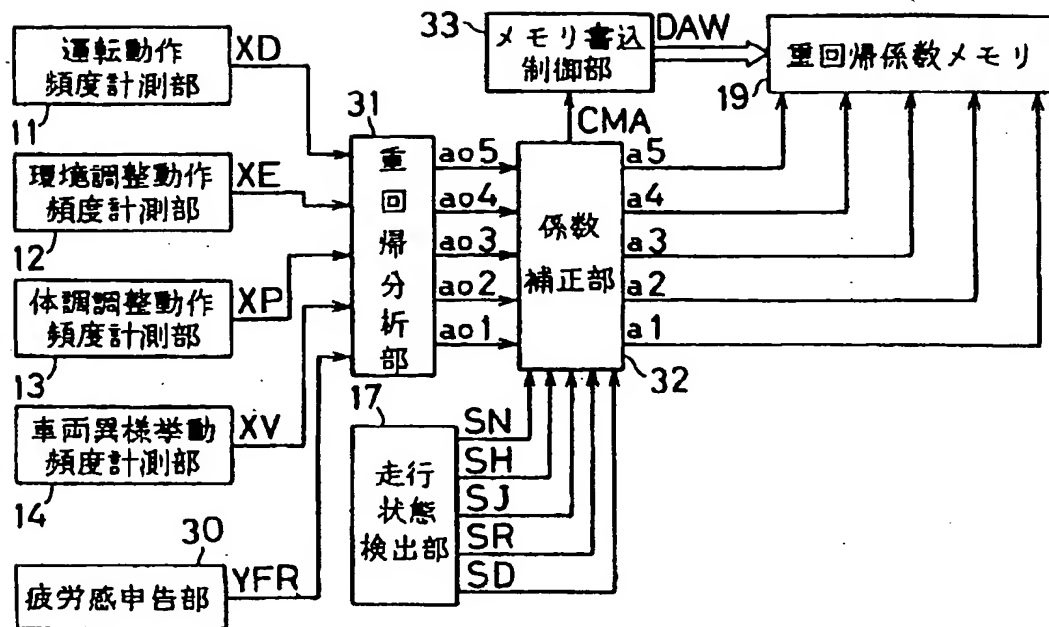 運転動作
頻度計測部
XD
11
環境調整動作
頻度計測部
XE
12
体調調整動作
頻度計測部
XP
13
車両異様挙動
頻度計測部
XV
14
疲労感申告部
30
YFR
31
重回帰分析部
ao5
ao4
ao3
ao2
ao1
17
走行
状態
検出部
SN
SH
SJ
SR
SD
係数
補正部
32
CMA
33
メモリ書込
制御部
DAW
重回帰係数メモリ
19
a5
a4
a3
a2
a1